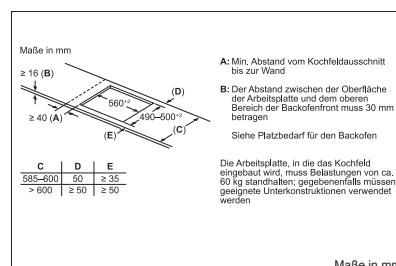 Maße in mm
≥ 16 (B)
(D)
560⁺²
490–500⁺²
≥ 40 (A)
(C)
(E)
C D E
585–600 50 ≥ 35
> 600 ≥ 50 ≥ 50
A: Min. Abstand vom Kochfeldausschnitt
bis zur Wand
B: Der Abstand zwischen der Oberfläche
der Arbeitsplatte und dem oberen
Bereich der Backofenfront muss 30 mm
betragen
Siehe Platzbedarf für den Backofen
Die Arbeitsplatte, in die das Kochfeld
eingebaut wird, muss Belastungen von ca.
60 kg standhalten; gegebenenfalls müssen
geeignete Unterkonstruktionen verwendet
werden
Maße in mm